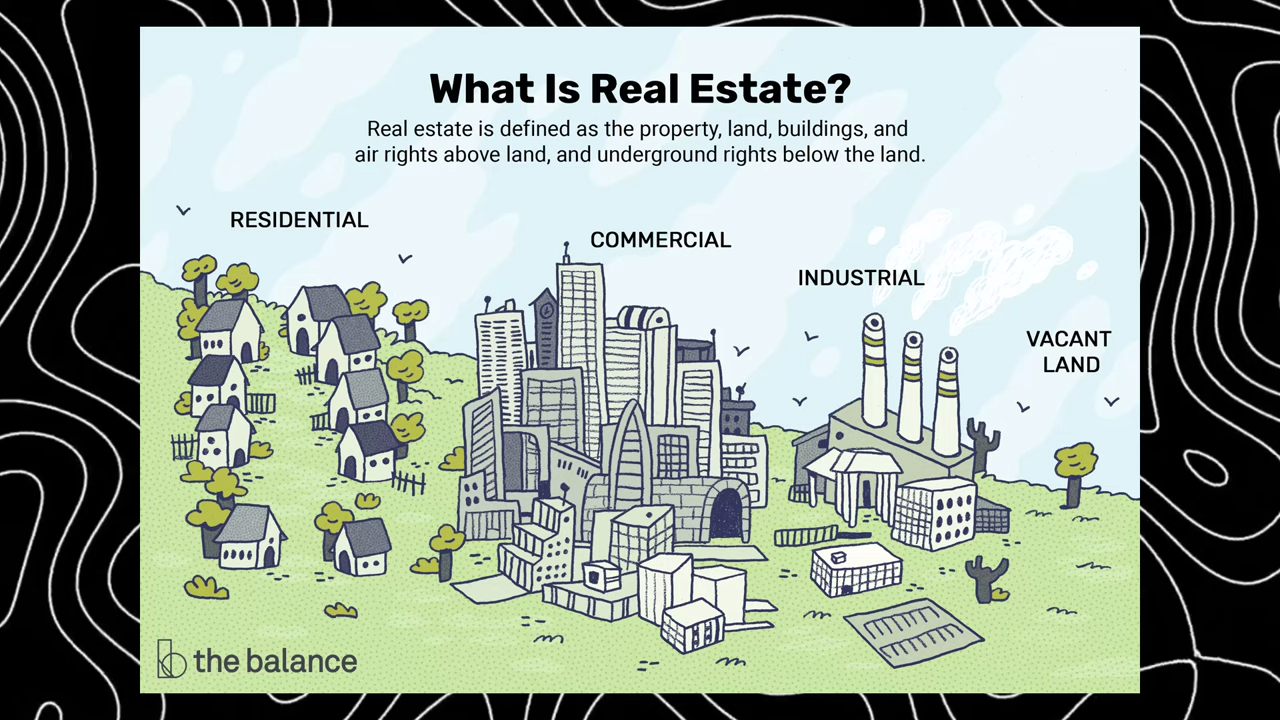 What Is Real Estate?
Real estate is defined as the property, land, buildings, and
air rights above land, and underground rights below the land.
RESIDENTIAL
COMMERCIAL
INDUSTRIAL
VACANT
LAND
the balance